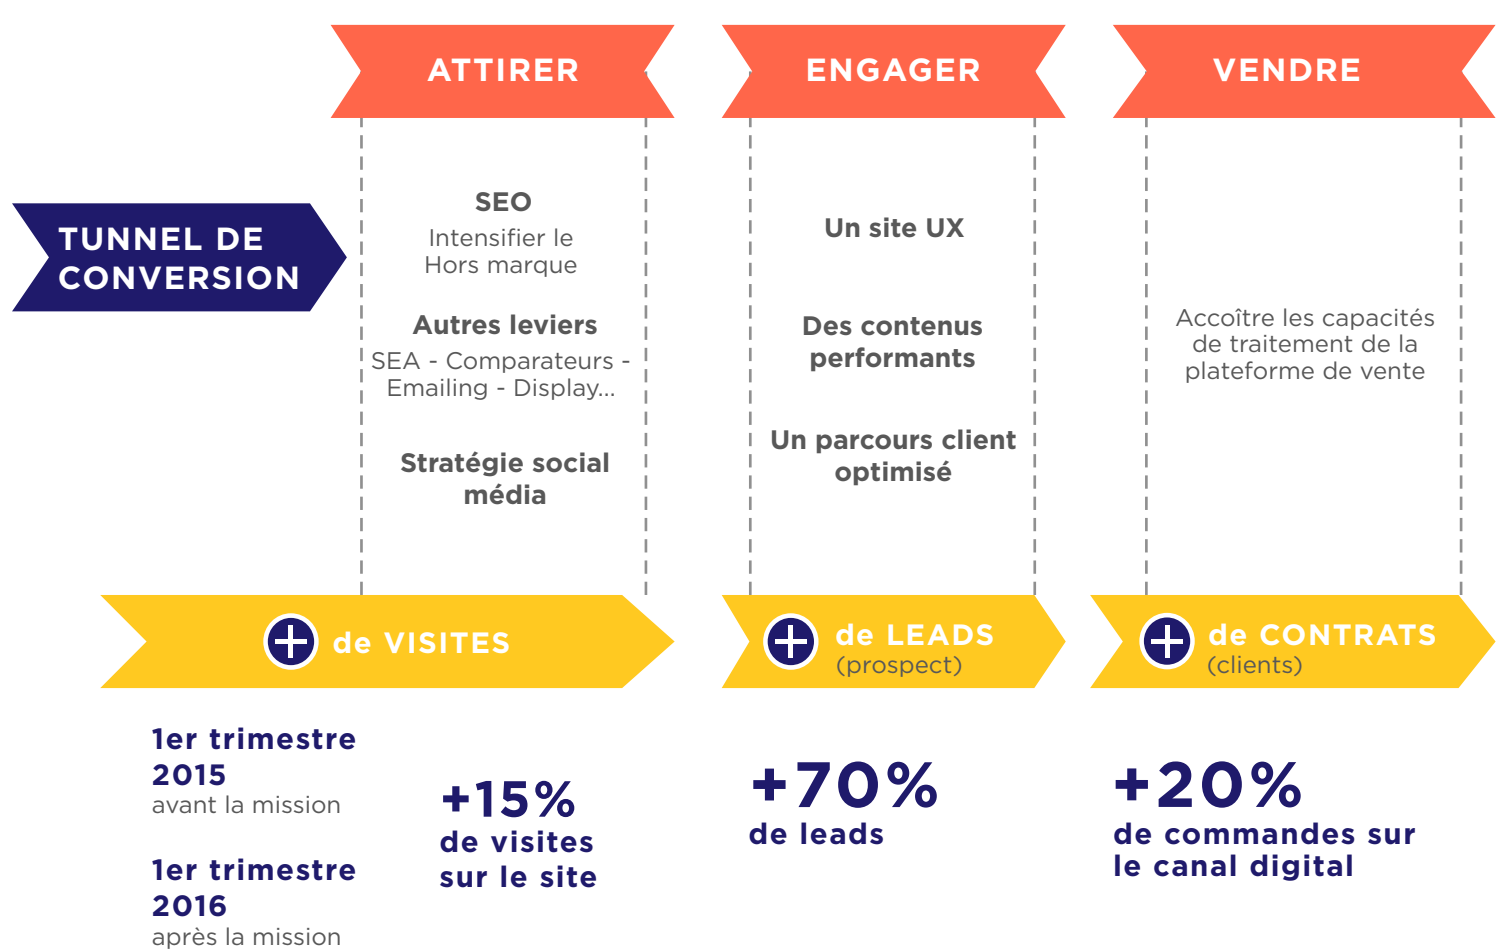 TUNNEL DE
CONVERSION
ATTIRER
SEO
Intensifier le
Hors marque
Autres leviers
SEA - Comparateurs -
Emailing - Display...
Stratégie social
média
ENGAGER
Un site UX
Des contenus
performants
Un parcours client
optimisé
VENDRE
Accoître les capacités
de traitement de la
plateforme de vente
de VISITES
de LEADS
(prospect)
de CONTRATS
(clients)
1er trimestre
2015
avant la mission
1er trimestre
2016
après la mission
+15%
de visites
sur le site
+70%
de leads
+20%
de commandes sur
le canal digital